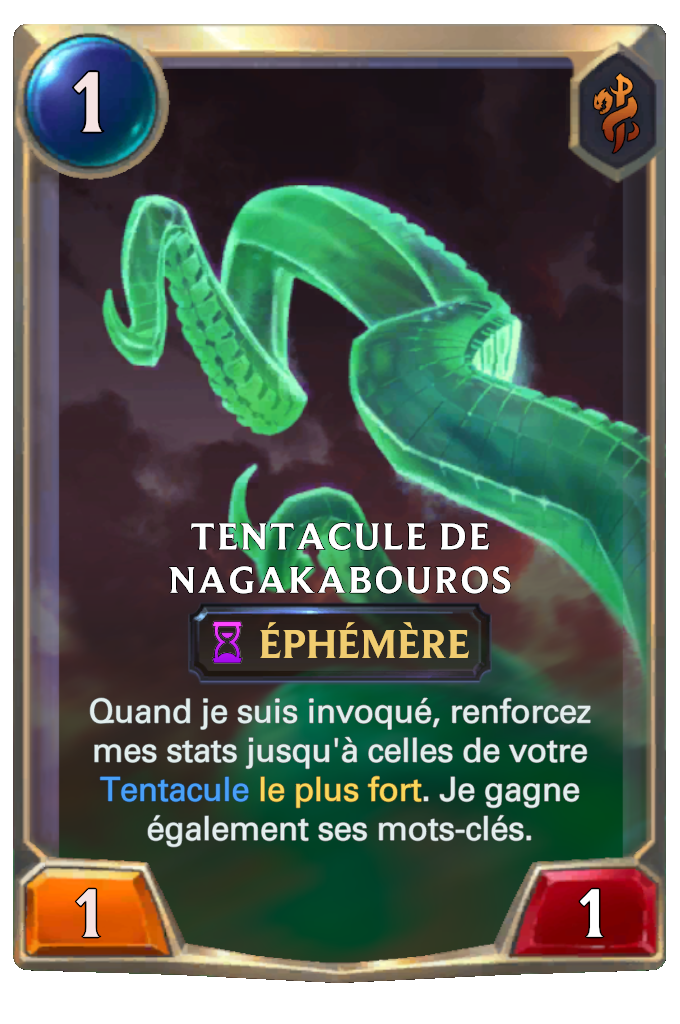 1
TENTACULE DE
NAGAKABOUROS
ÉPHÉMÈRE
Quand je suis invoqué, renforcez
mes stats jusqu'à celles de votre
Tentacule le plus fort. Je gagne
également ses mots-clés.
1
1